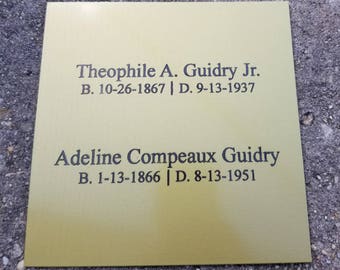 Theophile A. Guidry Jr.
B. 10-26-1867 | D. 9-13-1937
Adeline Compeaux Guidry
B. 1-13-1866 | D. 8-13-1951